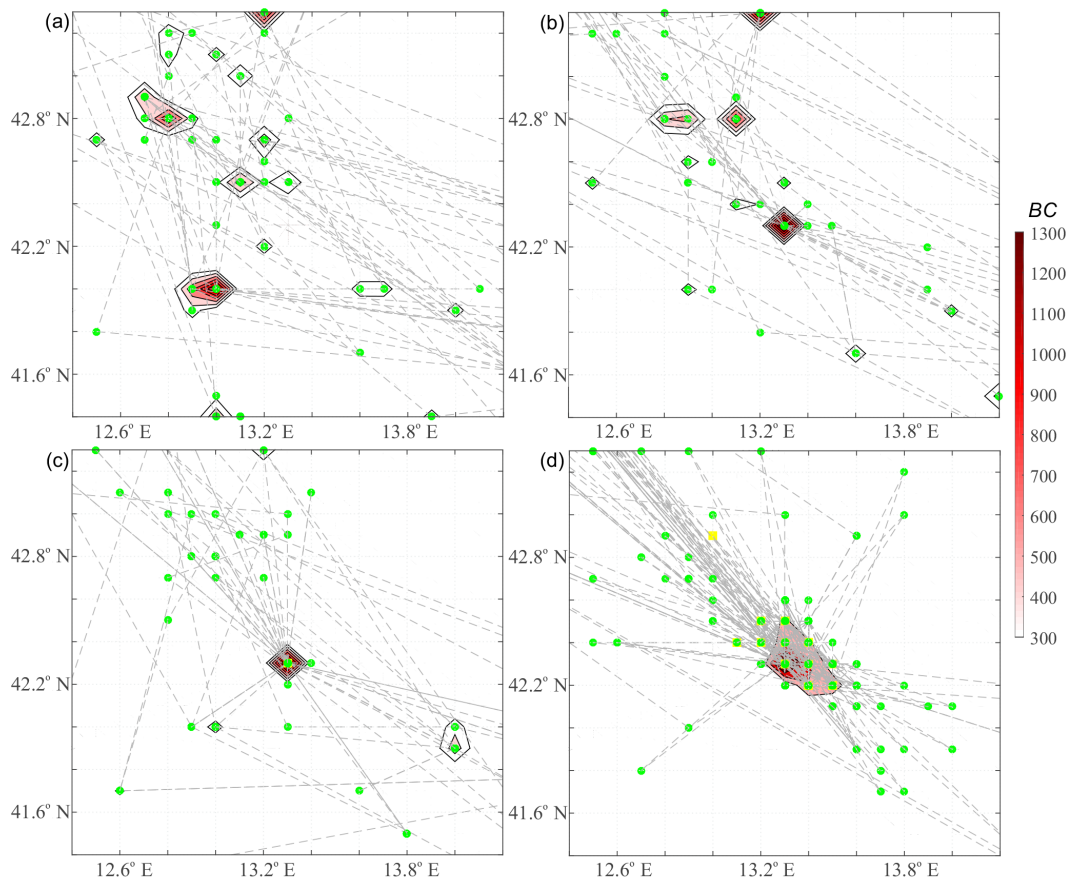 (a)
(b)
42.8° N
42.2° N
41.6° N
42.8° N
42.2° N
41.6° N
12.6° E 13.2° E 13.8° E
12.6° E 13.2° E 13.8° E
BC
1300
1200
1100
1000
900
800
700
600
500
400
300
(c)
(d)
42.8° N
42.2° N
41.6° N
42.8° N
42.2° N
41.6° N
12.6° E 13.2° E 13.8° E
12.6° E 13.2° E 13.8° E